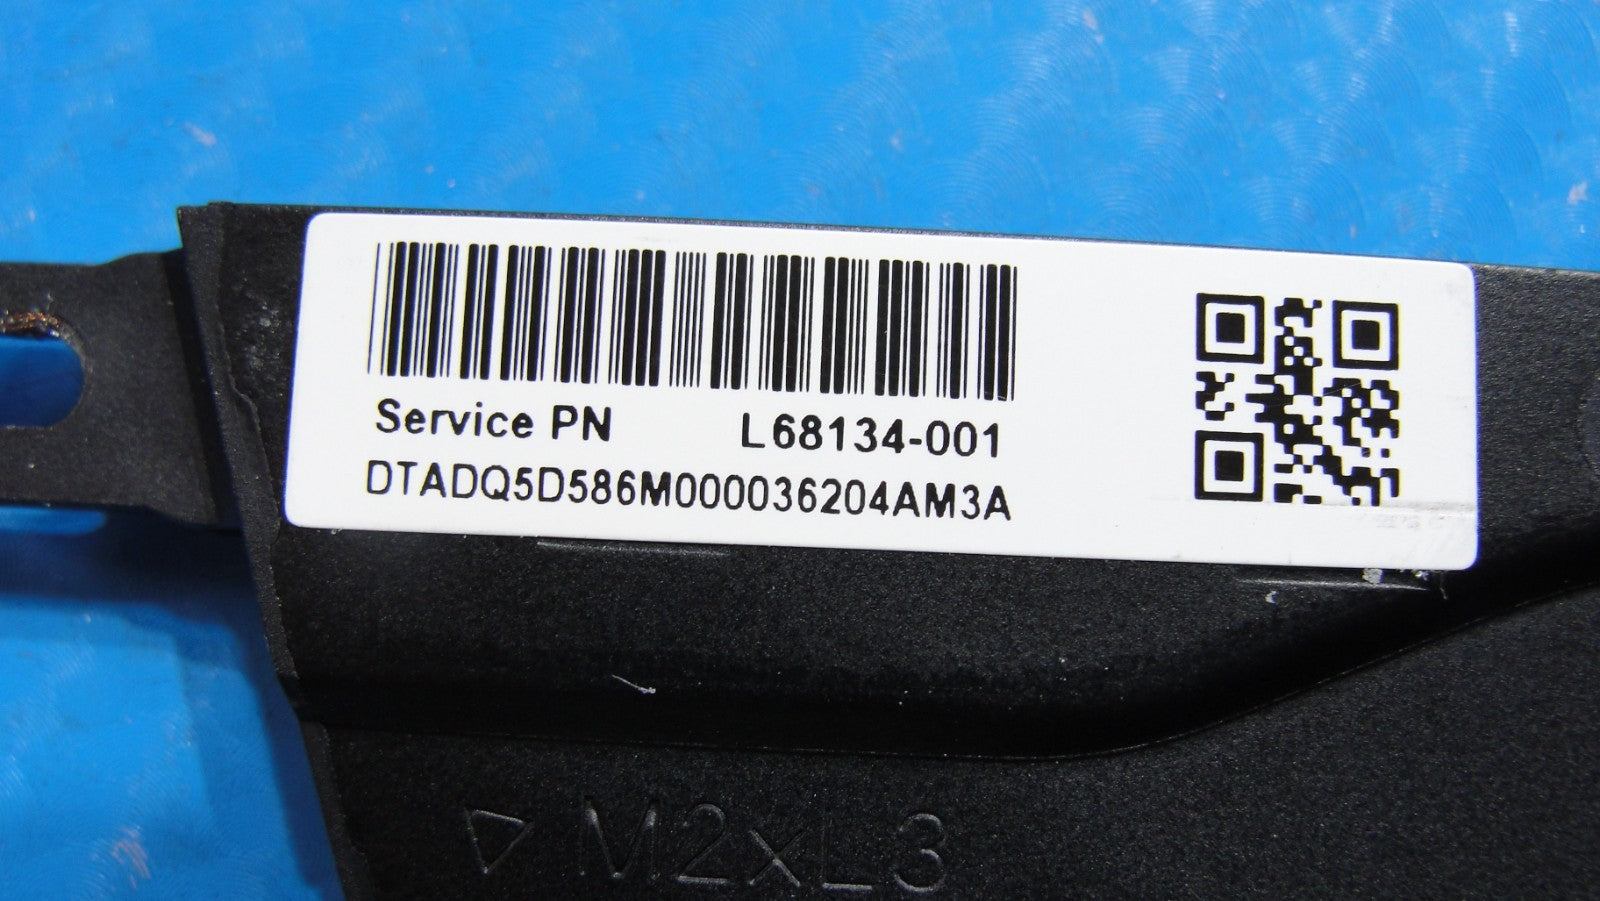 Service PN L68134-001
DTADQ5D586M000036204AM3A
▷ M2xL3